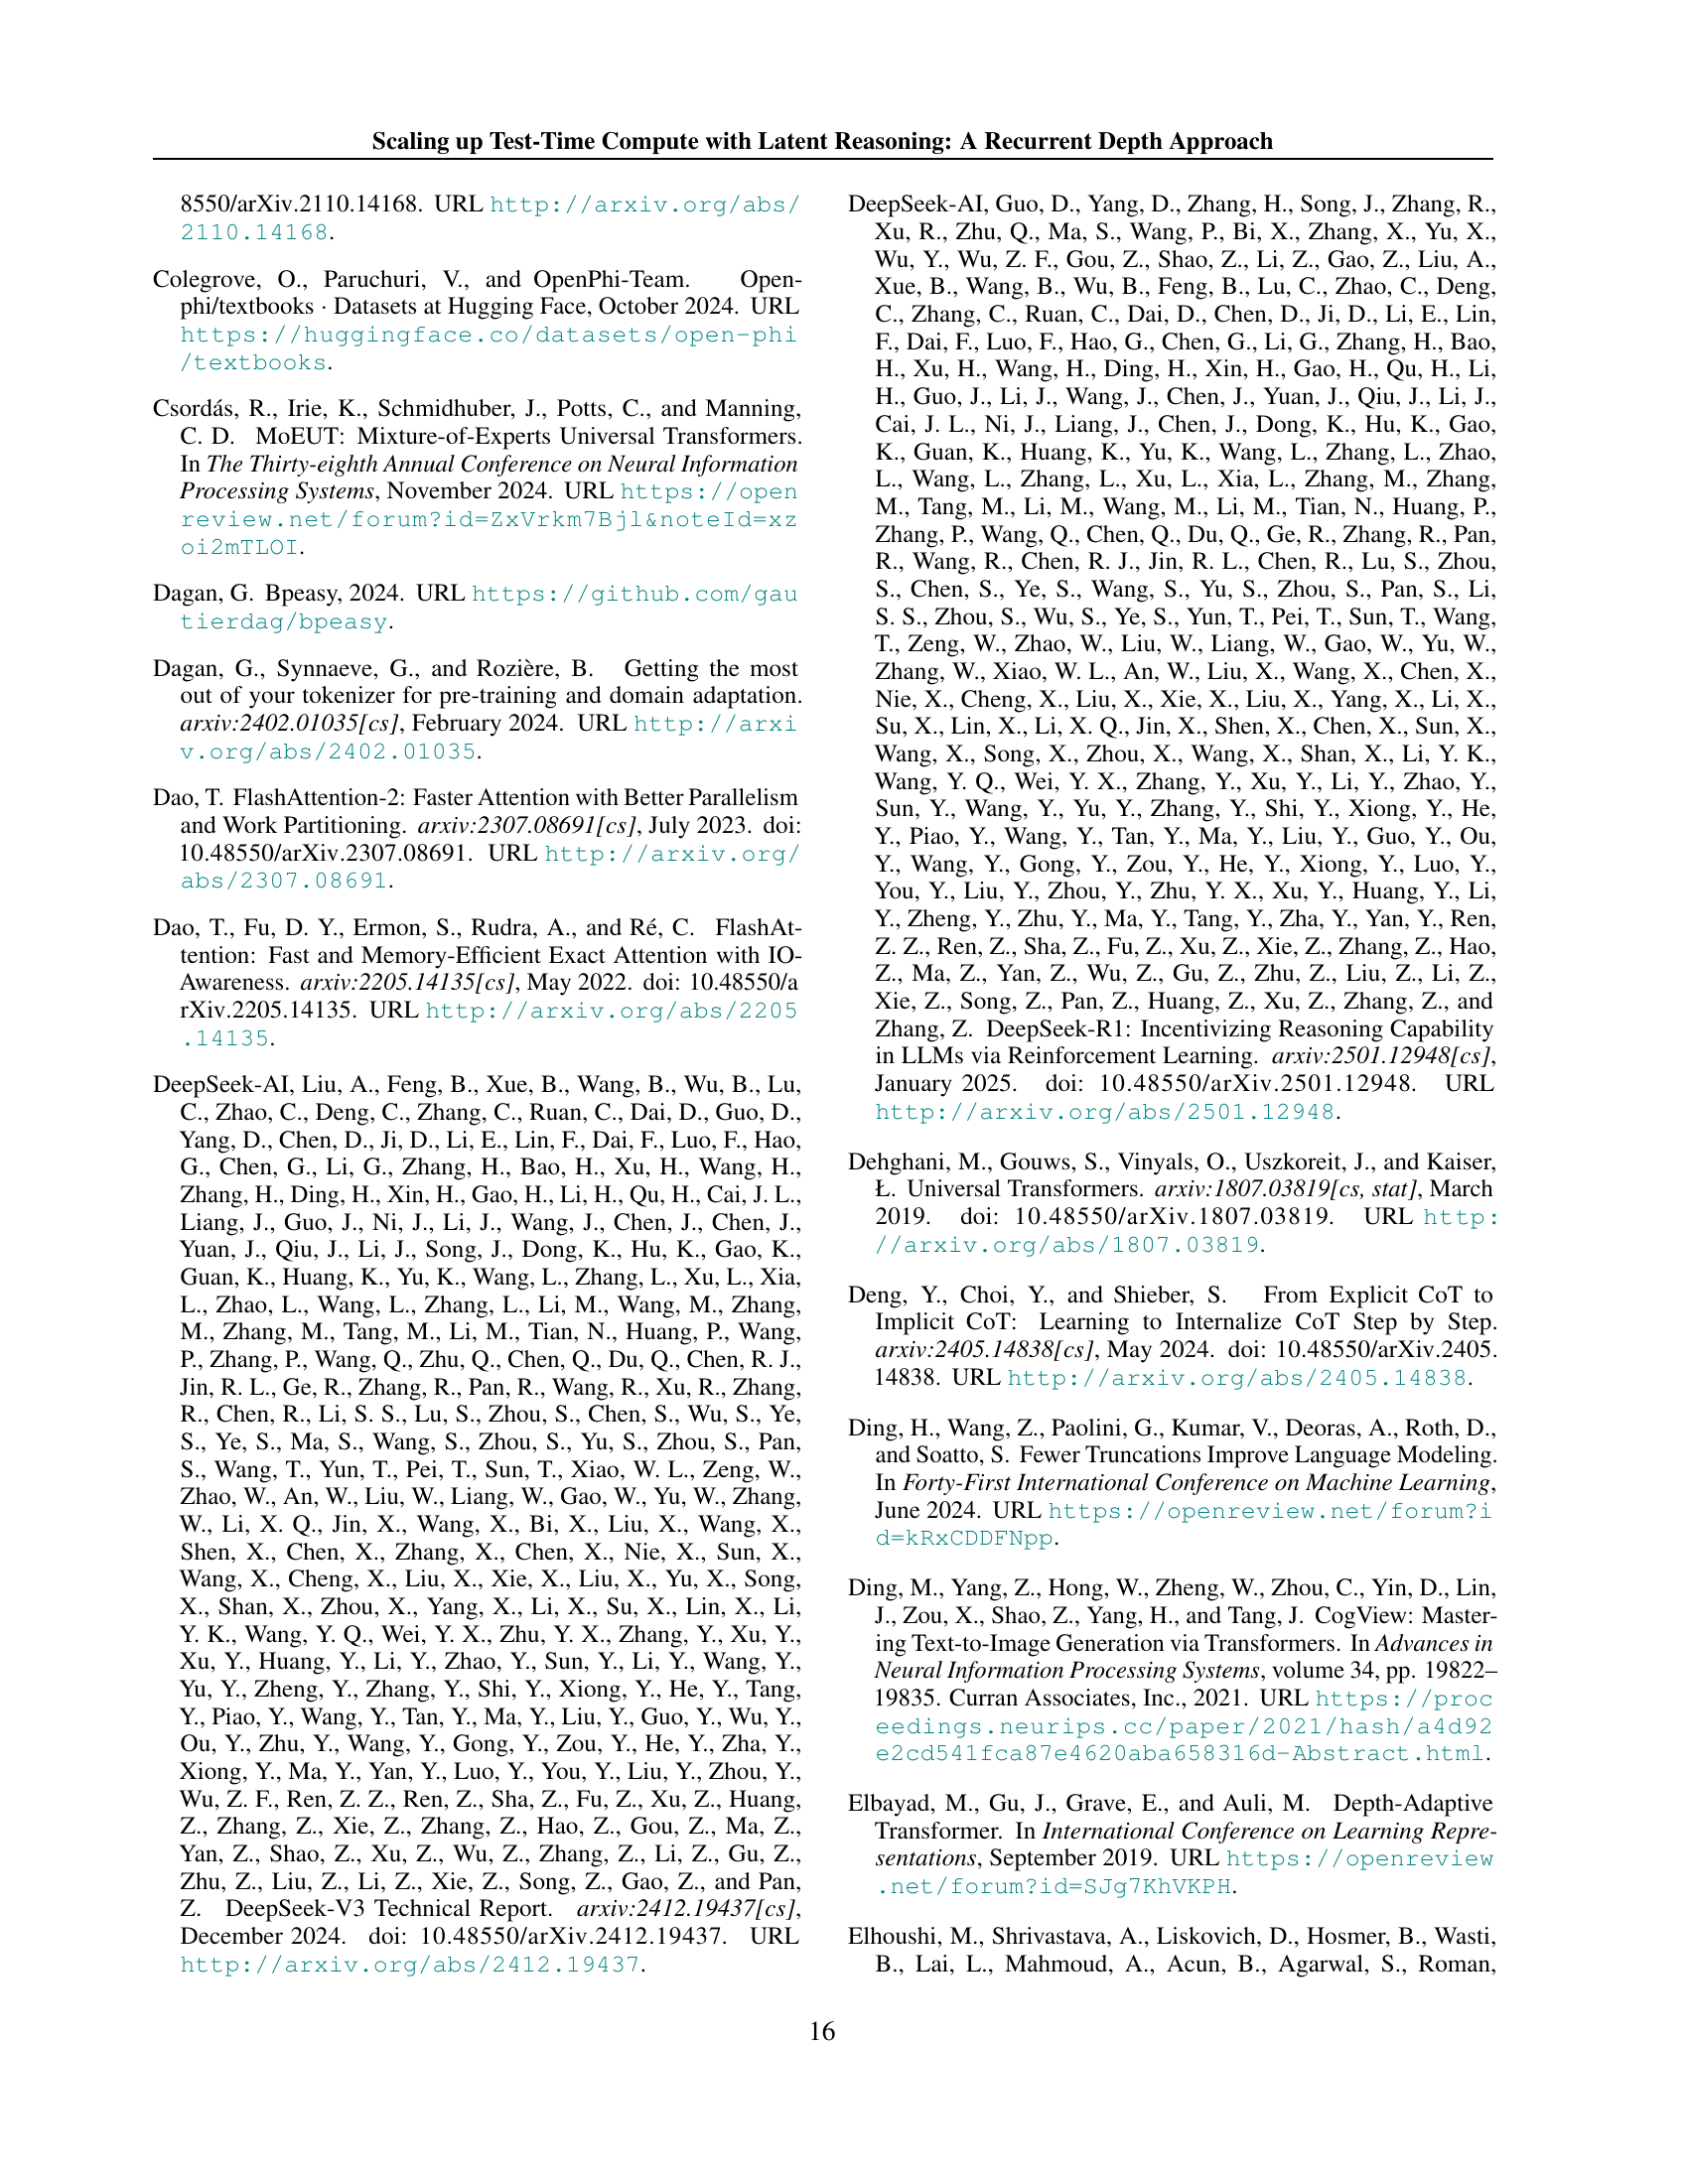 Scaling up Test-Time Compute with Latent Reasoning: A Recurrent Depth Approach
8550/arXiv.2110.14168. URL http://arxiv.org/abs/
2110.14168.
Colegrove, O., Paruchuri, V., and OpenPhi-Team. Open-
phi/textbooks · Datasets at Hugging Face, October 2024. URL
https://huggingface.co/datasets/open-phi
/textbooks.
Csordás, R., Irie, K., Schmidhuber, J., Potts, C., and Manning,
C. D. MoEUT: Mixture-of-Experts Universal Transformers.
In The Thirty-eighth Annual Conference on Neural Information
Processing Systems, November 2024. URL https://open
review.net/forum?id=ZxVrkm7Bjl&noteId=xz
oi2mTLOI.
Dagan, G. Bpeasy, 2024. URL https://github.com/gau
tierdag/bpeasy.
Dagan, G., Synnaeve, G., and Rozière, B. Getting the most
out of your tokenizer for pre-training and domain adaptation.
arxiv:2402.01035[cs], February 2024. URL http://arxi
v.org/abs/2402.01035.
Dao, T. FlashAttention-2: Faster Attention with Better Parallelism
and Work Partitioning. arxiv:2307.08691[cs], July 2023. doi:
10.48550/arXiv.2307.08691. URL http://arxiv.org/
abs/2307.08691.
Dao, T., Fu, D. Y., Ermon, S., Rudra, A., and Ré, C. FlashAt-
tention: Fast and Memory-Efficient Exact Attention with IO-
Awareness. arxiv:2205.14135[cs], May 2022. doi: 10.48550/a
rXiv.2205.14135. URL http://arxiv.org/abs/2205
.14135.
DeepSeek-AI, Liu, A., Feng, B., Xue, B., Wang, B., Wu, B., Lu,
C., Zhao, C., Deng, C., Zhang, C., Ruan, C., Dai, D., Guo, D.,
Yang, D., Chen, D., Ji, D., Li, E., Lin, F., Dai, F., Luo, F., Hao,
G., Chen, G., Li, G., Zhang, H., Bao, H., Xu, H., Wang, H.,
Zhang, H., Ding, H., Xin, H., Gao, H., Li, H., Qu, H., Cai, J. L.,
Liang, J., Guo, J., Ni, J., Li, J., Wang, J., Chen, J., Chen, J.,
Yuan, J., Qiu, J., Li, J., Song, J., Dong, K., Hu, K., Gao, K.,
Guan, K., Huang, K., Yu, K., Wang, L., Zhang, L., Xu, L., Xia,
L., Zhao, L., Wang, L., Zhang, L., Li, M., Wang, M., Zhang,
M., Zhang, M., Tang, M., Li, M., Tian, N., Huang, P., Wang,
P., Zhang, P., Wang, Q., Zhu, Q., Chen, Q., Du, Q., Chen, R. J.,
Jin, R. L., Ge, R., Zhang, R., Pan, R., Wang, R., Xu, R., Zhang,
R., Chen, R., Li, S. S., Lu, S., Zhou, S., Chen, S., Wu, S., Ye,
S., Ye, S., Ma, S., Wang, S., Zhou, S., Yu, S., Zhou, S., Pan,
S., Wang, T., Yun, T., Pei, T., Sun, T., Xiao, W. L., Zeng, W.,
Zhao, W., An, W., Liu, W., Liang, W., Gao, W., Yu, W., Zhang,
W., Li, X. Q., Jin, X., Wang, X., Bi, X., Liu, X., Wang, X.,
Shen, X., Chen, X., Zhang, X., Chen, X., Nie, X., Sun, X.,
Wang, X., Cheng, X., Liu, X., Xie, X., Liu, X., Yu, X., Song,
X., Shan, X., Zhou, X., Yang, X., Li, X., Su, X., Lin, X., Li,
Y. K., Wang, Y. Q., Wei, Y. X., Zhu, Y. X., Zhang, Y., Xu, Y.,
Xu, Y., Huang, Y., Li, Y., Zhao, Y., Sun, Y., Li, Y., Wang, Y.,
Yu, Y., Zheng, Y., Zhang, Y., Shi, Y., Xiong, Y., He, Y., Tang,
Y., Piao, Y., Wang, Y., Tan, Y., Ma, Y., Liu, Y., Guo, Y., Wu, Y.,
Ou, Y., Zhu, Y., Wang, Y., Gong, Y., Zou, Y., He, Y., Zha, Y.,
Xiong, Y., Ma, Y., Yan, Y., Luo, Y., You, Y., Liu, Y., Zhou, Y.,
Wu, Z. F., Ren, Z. Z., Ren, Z., Sha, Z., Fu, Z., Xu, Z., Huang,
Z., Zhang, Z., Xie, Z., Zhang, Z., Hao, Z., Gou, Z., Ma, Z.,
Yan, Z., Shao, Z., Xu, Z., Wu, Z., Zhang, Z., Li, Z., Gu, Z.,
Zhu, Z., Liu, Z., Li, Z., Xie, Z., Song, Z., Gao, Z., and Pan,
Z. DeepSeek-V3 Technical Report. arxiv:2412.19437[cs],
December 2024. doi: 10.48550/arXiv.2412.19437. URL
http://arxiv.org/abs/2412.19437.
DeepSeek-AI, Guo, D., Yang, D., Zhang, H., Song, J., Zhang, R.,
Xu, R., Zhu, Q., Ma, S., Wang, P., Bi, X., Zhang, X., Yu, X.,
Wu, Y., Wu, Z. F., Gou, Z., Shao, Z., Li, Z., Gao, Z., Liu, A.,
Xue, B., Wang, B., Wu, B., Feng, B., Lu, C., Zhao, C., Deng,
C., Zhang, C., Ruan, C., Dai, D., Chen, D., Ji, D., Li, E., Lin,
F., Dai, F., Luo, F., Hao, G., Chen, G., Li, G., Zhang, H., Bao,
H., Xu, H., Wang, H., Ding, H., Xin, H., Gao, H., Qu, H., Li,
H., Guo, J., Li, J., Wang, J., Chen, J., Yuan, J., Qiu, J., Li, J.,
Cai, J. L., Ni, J., Liang, J., Chen, J., Dong, K., Hu, K., Gao,
K., Guan, K., Huang, K., Yu, K., Wang, L., Zhang, L., Zhao,
L., Wang, L., Zhang, L., Xu, L., Xia, L., Zhang, M., Zhang,
M., Tang, M., Li, M., Wang, M., Li, M., Tian, N., Huang, P.,
Zhang, P., Wang, Q., Chen, Q., Du, Q., Ge, R., Zhang, R., Pan,
R., Wang, R., Chen, R. J., Jin, R. L., Chen, R., Lu, S., Zhou,
S., Chen, S., Ye, S., Wang, S., Yu, S., Zhou, S., Pan, S., Li,
S. S., Zhou, S., Wu, S., Ye, S., Yun, T., Pei, T., Sun, T., Wang,
T., Zeng, W., Zhao, W., Liu, W., Liang, W., Gao, W., Yu, W.,
Zhang, W., Xiao, W. L., An, W., Liu, X., Wang, X., Chen, X.,
Nie, X., Cheng, X., Liu, X., Xie, X., Liu, X., Yang, X., Li, X.,
Su, X., Lin, X., Li, X. Q., Jin, X., Shen, X., Chen, X., Sun, X.,
Wang, X., Song, X., Zhou, X., Wang, X., Shan, X., Li, Y. K.,
Wang, Y. Q., Wei, Y. X., Zhang, Y., Xu, Y., Li, Y., Zhao, Y.,
Sun, Y., Wang, Y., Yu, Y., Zhang, Y., Shi, Y., Xiong, Y., He,
Y., Piao, Y., Wang, Y., Tan, Y., Ma, Y., Liu, Y., Guo, Y., Ou,
Y., Wang, Y., Gong, Y., Zou, Y., He, Y., Xiong, Y., Luo, Y.,
You, Y., Liu, Y., Zhou, Y., Zhu, Y. X., Xu, Y., Huang, Y., Li,
Y., Zheng, Y., Zhu, Y., Ma, Y., Tang, Y., Zha, Y., Yan, Y., Ren,
Z. Z., Ren, Z., Sha, Z., Fu, Z., Xu, Z., Xie, Z., Zhang, Z., Hao,
Z., Ma, Z., Yan, Z., Wu, Z., Gu, Z., Zhu, Z., Liu, Z., Li, Z.,
Xie, Z., Song, Z., Pan, Z., Huang, Z., Xu, Z., Zhang, Z., and
Zhang, Z. DeepSeek-R1: Incentivizing Reasoning Capability
in LLMs via Reinforcement Learning. arxiv:2501.12948[cs],
January 2025. doi: 10.48550/arXiv.2501.12948. URL
http://arxiv.org/abs/2501.12948.
Dehghani, M., Gouws, S., Vinyals, O., Uszkoreit, J., and Kaiser,
Ł. Universal Transformers. arxiv:1807.03819[cs, stat], March
2019. doi: 10.48550/arXiv.1807.03819. URL http:
//arxiv.org/abs/1807.03819.
Deng, Y., Choi, Y., and Shieber, S. From Explicit CoT to
Implicit CoT: Learning to Internalize CoT Step by Step.
arxiv:2405.14838[cs], May 2024. doi: 10.48550/arXiv.2405.
14838. URL http://arxiv.org/abs/2405.14838.
Ding, H., Wang, Z., Paolini, G., Kumar, V., Deoras, A., Roth, D.,
and Soatto, S. Fewer Truncations Improve Language Modeling.
In Forty-First International Conference on Machine Learning,
June 2024. URL https://openreview.net/forum?i
d=kRxCDDFNpp.
Ding, M., Yang, Z., Hong, W., Zheng, W., Zhou, C., Yin, D., Lin,
J., Zou, X., Shao, Z., Yang, H., and Tang, J. CogView: Master-
ing Text-to-Image Generation via Transformers. In Advances in
Neural Information Processing Systems, volume 34, pp. 19822–
19835. Curran Associates, Inc., 2021. URL https://proc
eedings.neurips.cc/paper/2021/hash/a4d92
e2cd541fca87e4620aba658316d-Abstract.html.
Elbayad, M., Gu, J., Grave, E., and Auli, M. Depth-Adaptive
Transformer. In International Conference on Learning Repre-
sentations, September 2019. URL https://openreview
.net/forum?id=SJg7KhVKPH.
Elhoushi, M., Shrivastava, A., Liskovich, D., Hosmer, B., Wasti,
B., Lai, L., Mahmoud, A., Acun, B., Agarwal, S., Roman,
16